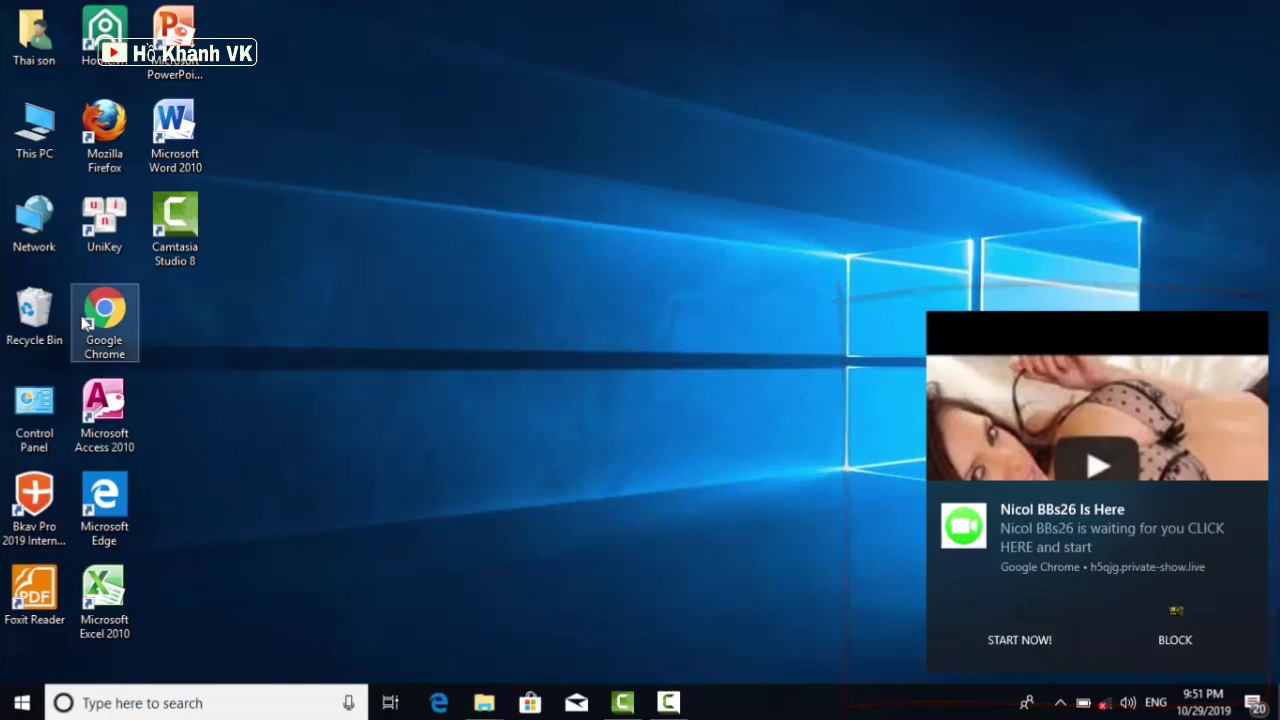 Thai son
Hồ Khánh VK
Microsoft
PowerPoi...
This PC
Mozilla
Firefox
Microsoft
Word 2010
Network
UniKey
Camtasia
Studio 8
Recycle Bin
Google
Chrome
Control
Panel
Microsoft
Access 2010
Bkav Pro
2019 Intern...
Microsoft
Edge
Foxit Reader
PDF
Microsoft
Excel 2010
Nicol BBs26 Is Here
Nicol BBs26 is waiting for you CLICK
HERE and start
Google Chrome • h5qjg.private-show.live
START NOW!
BLOCK
Type here to search
ENG
9:51 PM
10/29/2019
20